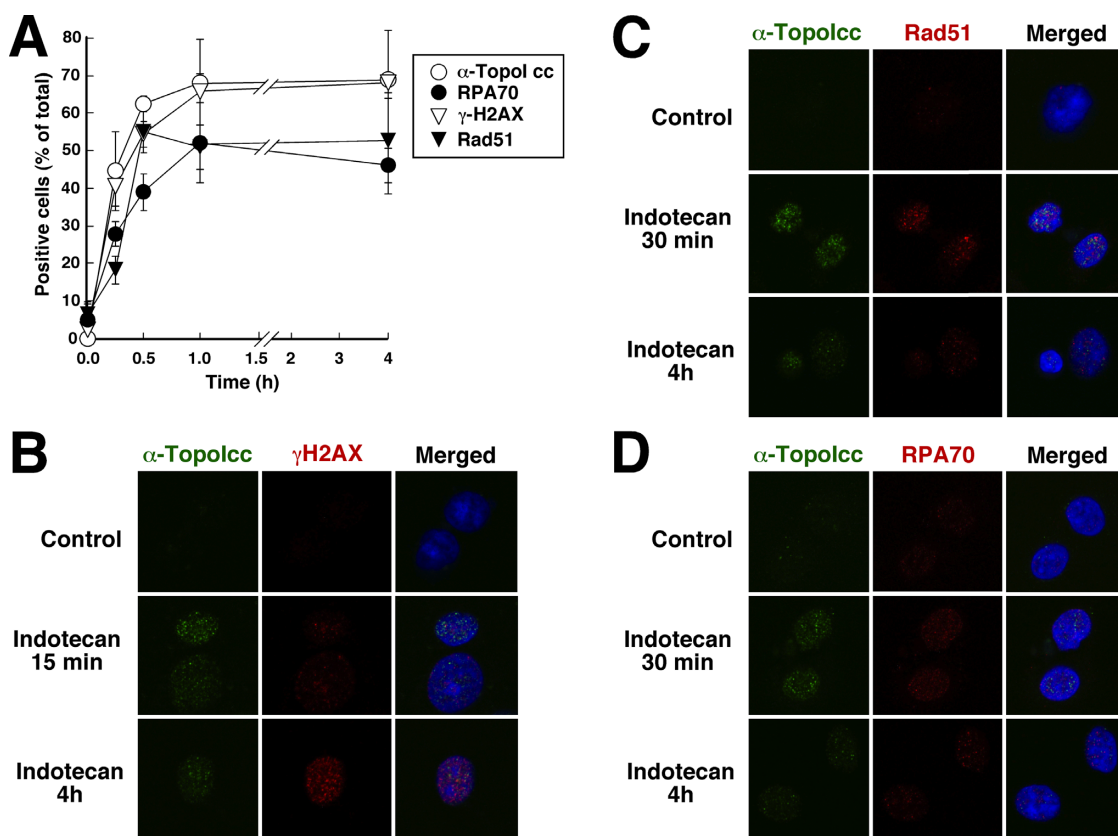 A
80
70
60
50
40
30
20
10
0
Positive cells (% of total)
0.0 0.5 1.0 1.5 2 3 4
Time (h)
α-TopoI cc
RPA70
γ-H2AX
Rad51
B
α-TopoIcc γH2AX Merged
Control
Indotecan
15 min
Indotecan
4h
C
α-TopoIcc Rad51 Merged
Control
Indotecan
30 min
Indotecan
4h
D
α-TopoIcc RPA70 Merged
Control
Indotecan
30 min
Indotecan
4h